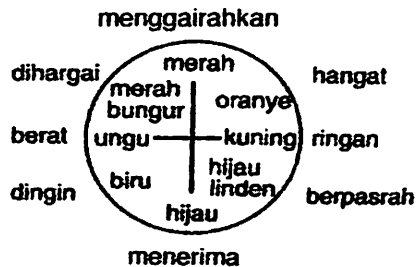 menggairahkan
dihargai merah hangat
merah
bungur oranye
berat ungu kuning ringan
biru hijau
linden
dingin hijau berpasrah
menerima